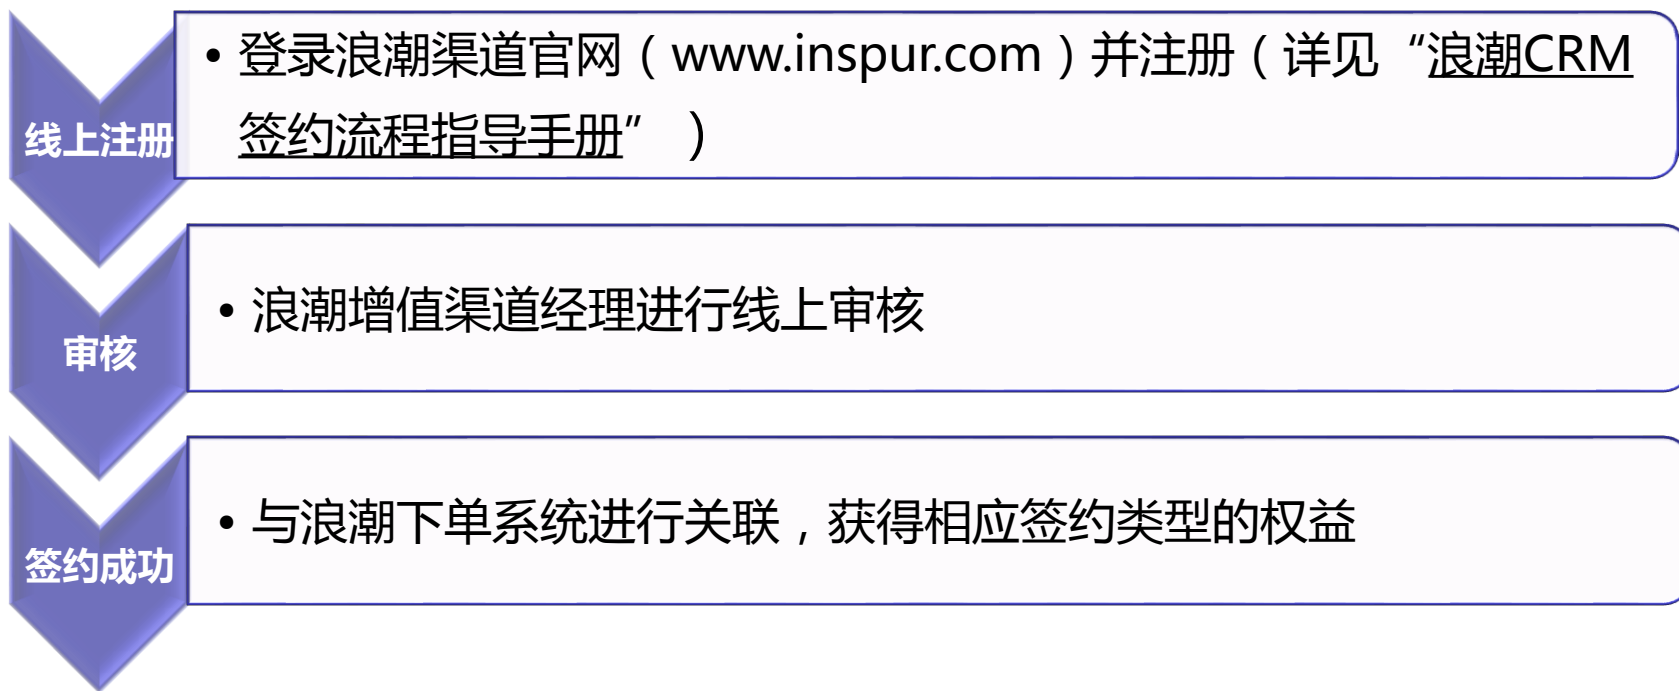 线上注册
• 登录浪潮渠道官网（www.inspur.com）并注册（详见“浪潮CRM
签约流程指导手册” ）
审核
• 浪潮增值渠道经理进行线上审核
签约成功
• 与浪潮下单系统进行关联，获得相应签约类型的权益